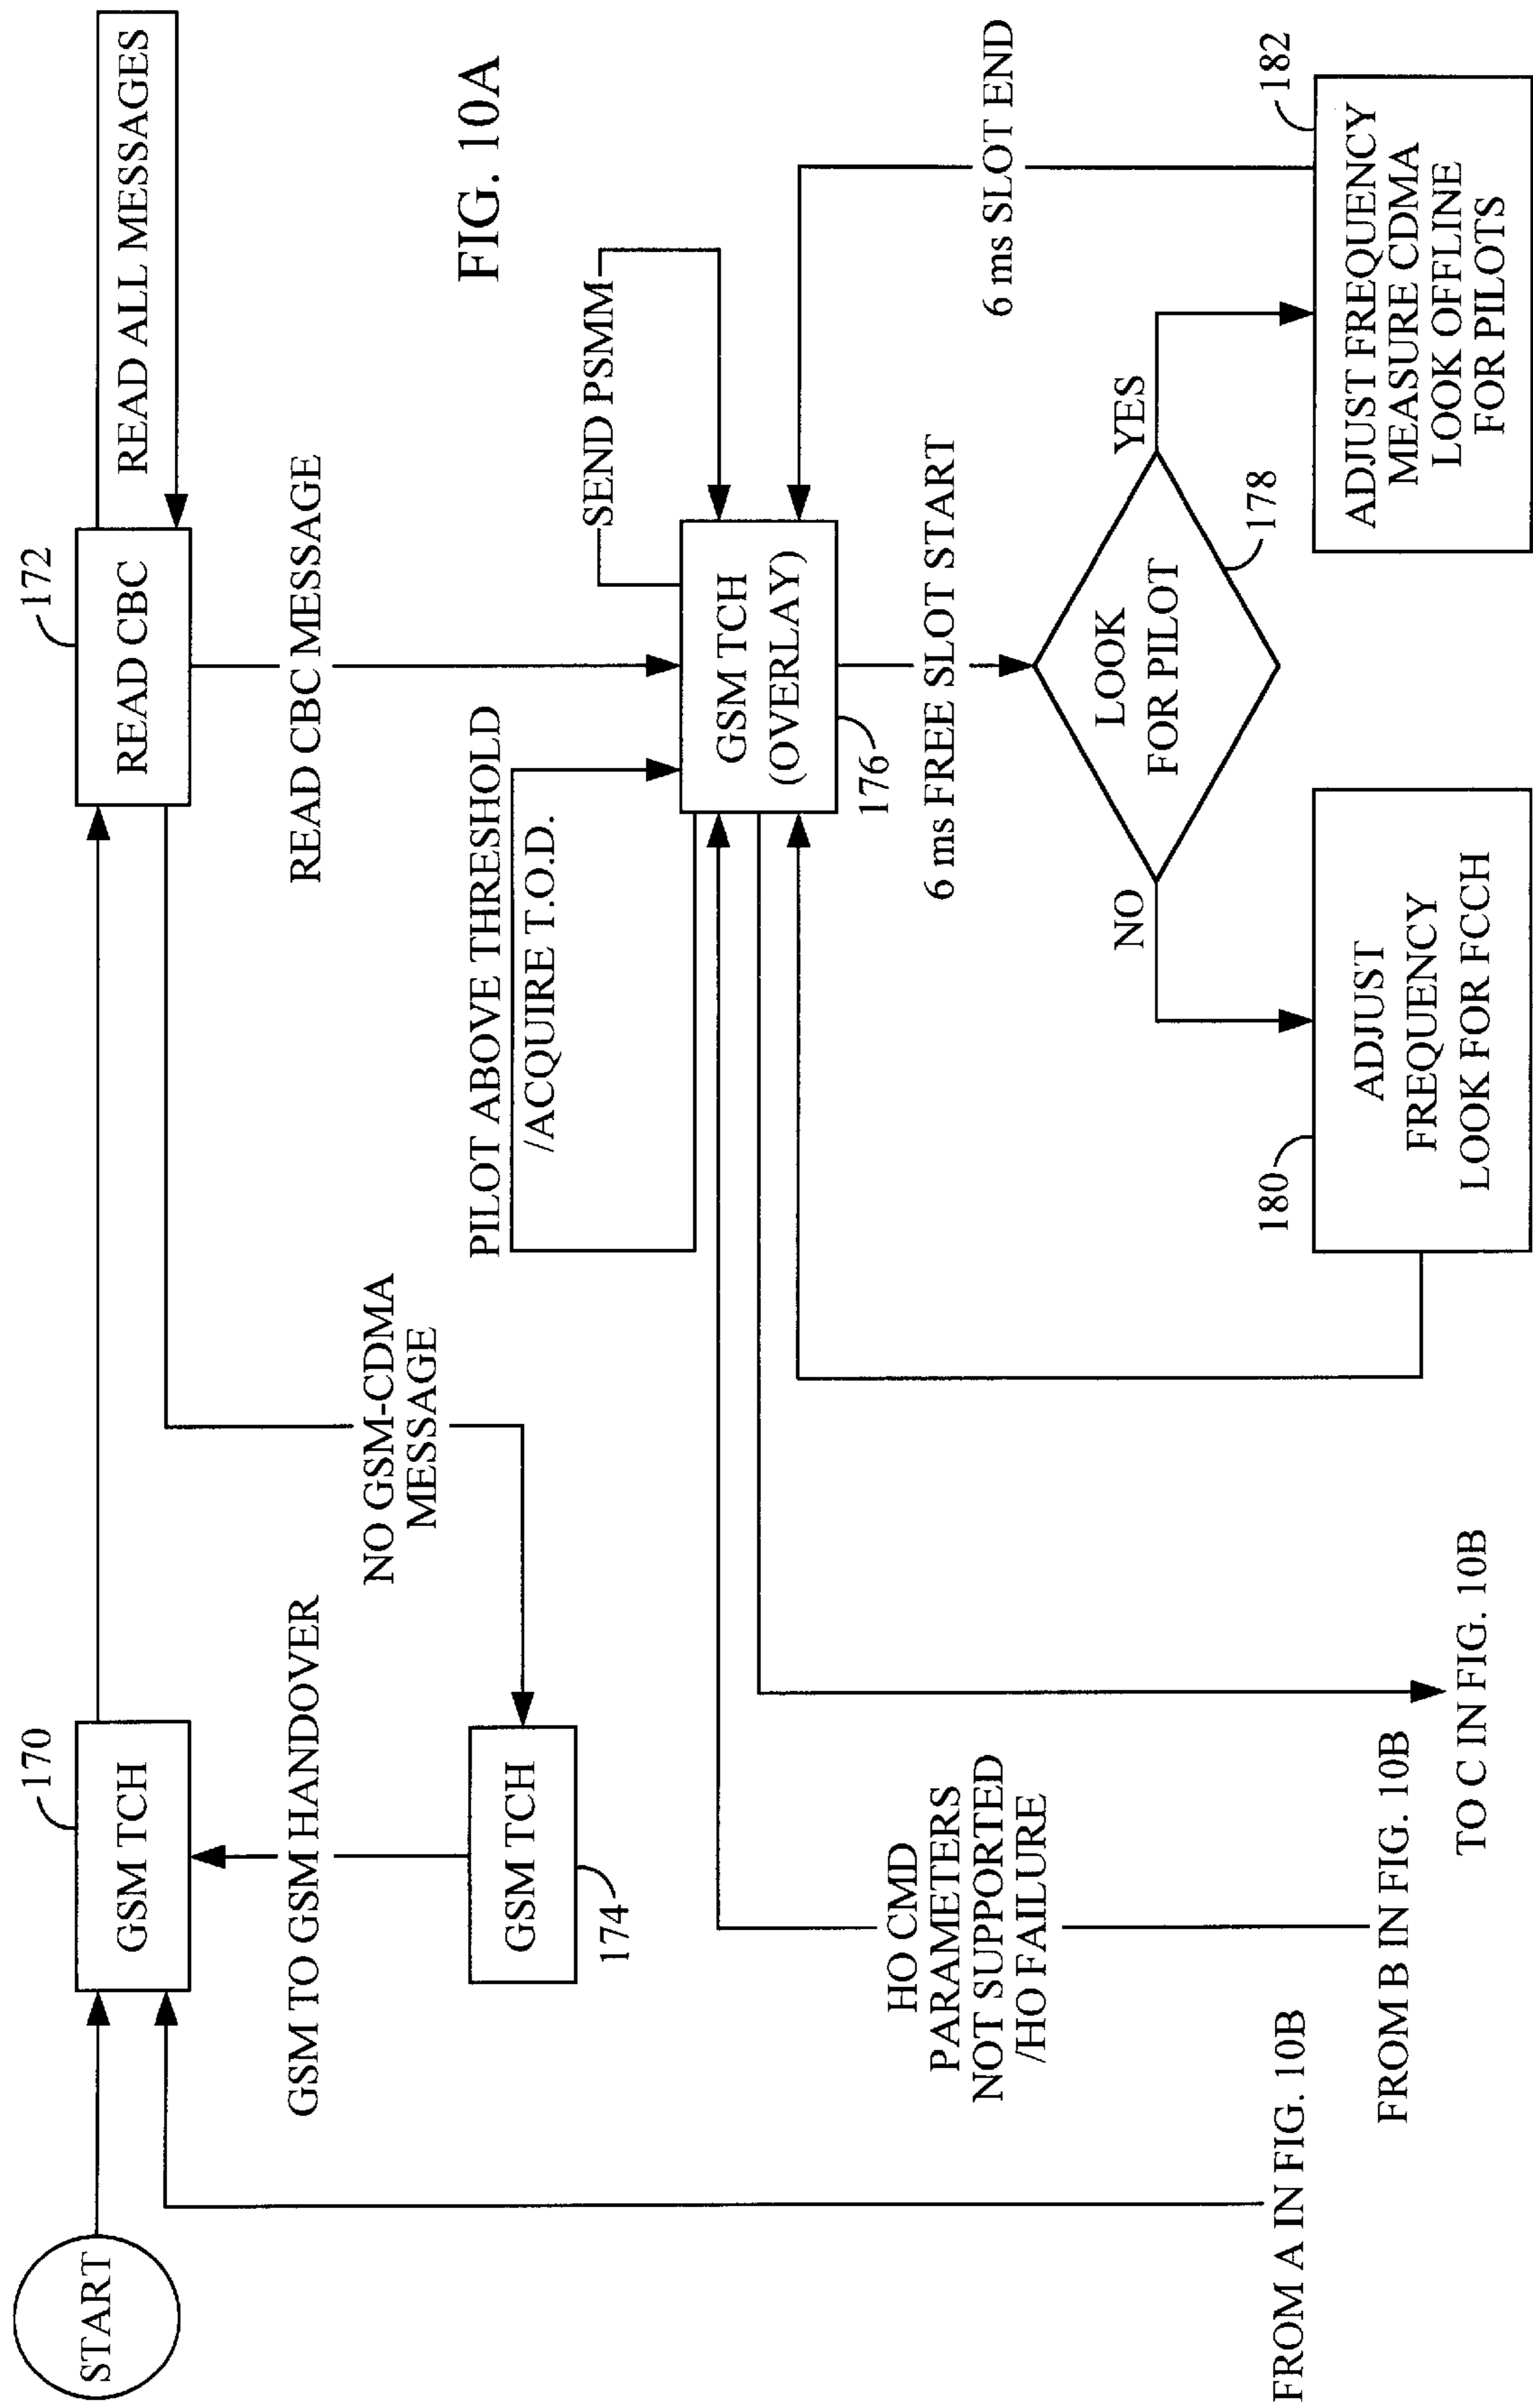 START
170
GSM TCH
172
READ CBC
READ ALL MESSAGES
GSM TO GSM HANDOVER
NO GSM-CDMA
MESSAGE
READ CBC MESSAGE
GSM TCH
174
PILOT ABOVE THRESHOLD
/ACQUIRE T.O.D.
SEND PSMM
FIG. 10A
GSM TCH
(OVERLAY)
176
HO CMD
PARAMETERS
NOT SUPPORTED
/HO FAILURE
6 ms FREE SLOT START
6 ms SLOT END
LOOK
FOR PILOT
178
NO
YES
180
ADJUST
FREQUENCY
LOOK FOR FCCH
182
ADJUST FREQUENCY
MEASURE CDMA
LOOK OFFLINE
FOR PILOTS
FROM A IN FIG. 10B
FROM B IN FIG. 10B
TO C IN FIG. 10B